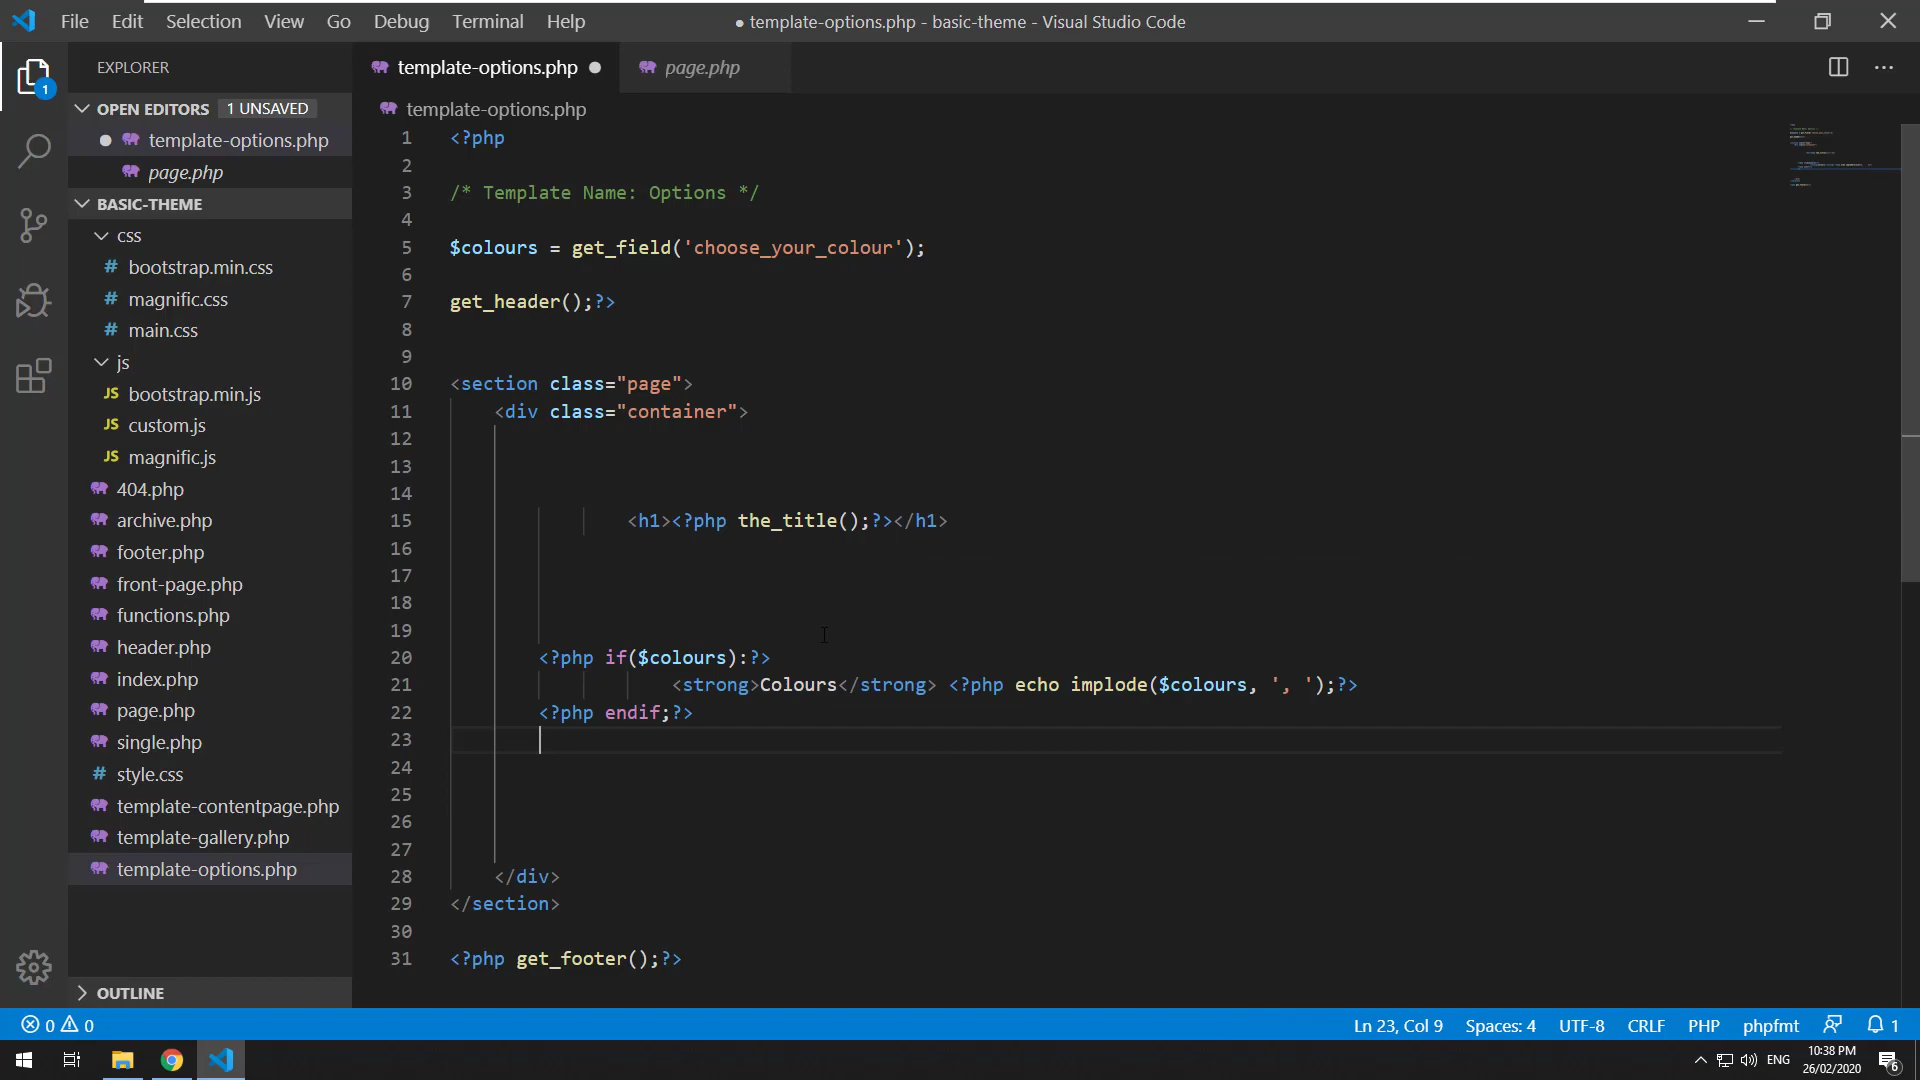 File Edit Selection View Go Debug Terminal Help
● template-options.php - basic-theme - Visual Studio Code
EXPLORER
OPEN EDITORS 1 UNSAVED
template-options.php
page.php
BASIC-THEME
css
# bootstrap.min.css
# magnific.css
# main.css
js
JS bootstrap.min.js
JS custom.js
JS magnific.js
404.php
archive.php
footer.php
front-page.php
functions.php
header.php
index.php
page.php
single.php
# style.css
template-contentpage.php
template-gallery.php
template-options.php
OUTLINE
1
template-options.php page.php
template-options.php
1 <?php
2
3 /* Template Name: Options */
4
5 $colours = get_field('choose_your_colour');
6
7 get_header();?>
8
9
10 <section class="page">
11 <div class="container">
12
13
14
15 <h1><?php the_title();?></h1>
16
17
18
19
20 <?php if($colours):?>
21 <strong>Colours</strong> <?php echo implode($colours, ', ');?>
22 <?php endif;?>
23
24
25
26
27
28 </div>
29 </section>
30
31 <?php get_footer();?>
0 0
Ln 23, Col 9 Spaces: 4 UTF-8 CRLF PHP phpfmt 1
ENG
10:38 PM
26/02/2020
6